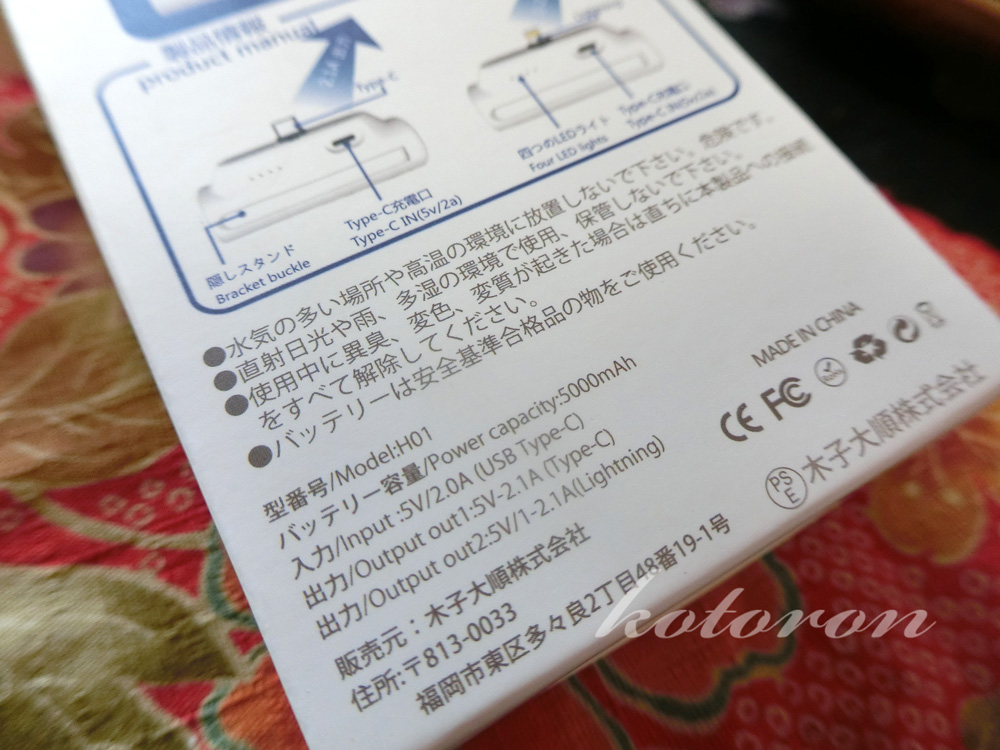 製品情報
product manual
2.1A 出力
Type-C
Type-C充電口
Type-C IN(5v/2a)
隠しスタンド
Bracket buckle
四つのLEDライト
Four LED lights
Type-C充電口
●水気の多い場所や高温の環境に放置しないで下さい。危険です。
●直射日光や雨、多湿の環境で使用、保管しないで下さい。
●使用中に異臭、変色、変質が起きた場合は直ちに本製品への接続
をすべて解除してください。
●バッテリーは安全基準合格品の物をご使用ください。
型番号/Model:H01
バッテリー容量/Power capacity:5000mAh
入力/Input :5V/2.0A (USB Type-C)
出力/Output out1:5V-2.1A (Type-C)
出力/Output out2:5V/1-2.1A(Lightning)
販売元：木子大順株式会社
住所:〒813-0033
福岡市東区多々良2丁目48番19-1号
MADE IN CHINA
CE FC
PSE 木子大順株式会社
kotoron